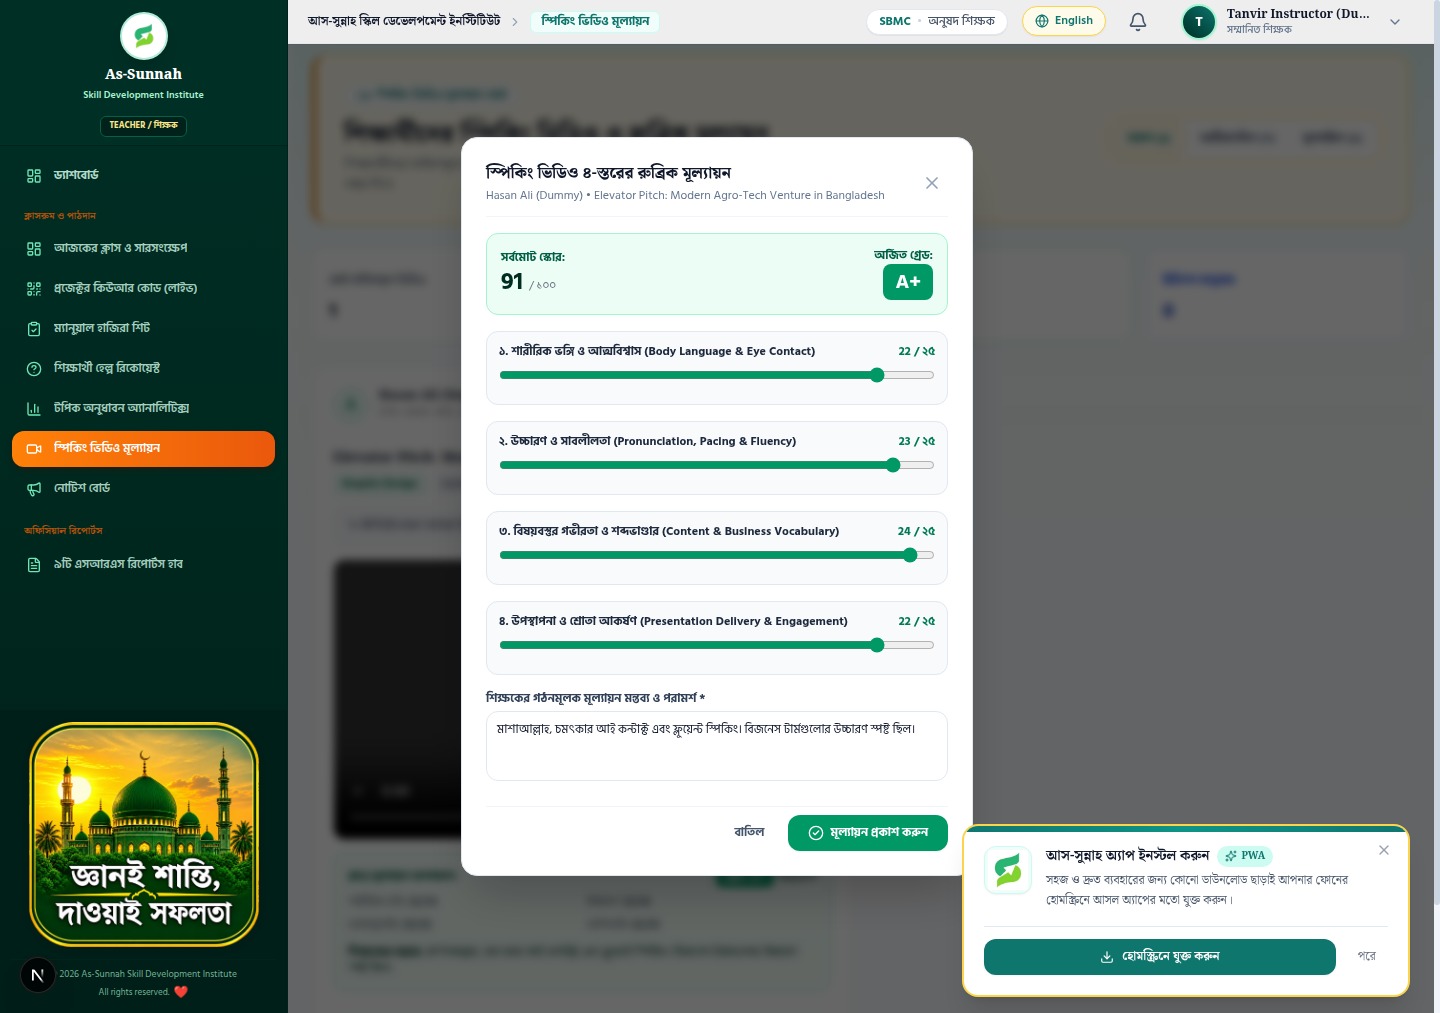 As-Sunnah
Skill Development Institute
TEACHER / শিক্ষক
ড্যাশবোর্ড
ক্লাসরুম ও পাঠদান
আজকের ক্লাস ও সারসংক্ষেপ
প্রজেক্টর কিউআর কোড (লাইভ)
ম্যানুয়াল হাজিরা শিট
শিক্ষার্থী হেল্প রিকোয়েস্ট
টপিক অনুধাবন অ্যানালিটিক্স
স্পিকিং ভিডিও মূল্যায়ন
নোটিশ বোর্ড
অফিসিয়াল রিপোর্টস
৯টি এসআরএস রিপোর্টস হাব
জ্ঞানই শান্তি,
দাওয়াই সফলতা
2026 As-Sunnah Skill Development Institute
All rights reserved. ❤️
আস-সুন্নাহ স্কিল ডেভেলপমেন্ট ইন্সটিটিউট > স্পিকিং ভিডিও মূল্যায়ন
SBMC • অনুষদ শিক্ষক
English
T
Tanvir Instructor (Du...
সম্মানিত শিক্ষক
স্পিকিং ভিডিও ৪-স্তরের রুব্রিক মূল্যায়ন
Hasan Ali (Dummy) • Elevator Pitch: Modern Agro-Tech Venture in Bangladesh
সর্বমোট স্কোর:
91 / ১০০
অর্জিত গ্রেড:
A+
১. শারীরিক ভঙ্গি ও আত্মবিশ্বাস (Body Language & Eye Contact) 22 / ২৫
২. উচ্চারণ ও সাবলীলতা (Pronunciation, Pacing & Fluency) 23 / ২৫
৩. বিষয়বস্তুর গভীরতা ও শব্দভাণ্ডার (Content & Business Vocabulary) 24 / ২৫
৪. উপস্থাপনা ও শ্রোতা আকর্ষণ (Presentation Delivery & Engagement) 22 / ২৫
শিক্ষকের গঠনমূলক মূল্যায়ন মন্তব্য ও পরামর্শ *
মাশাআল্লাহ, চমৎকার আই কন্টাক্ট এবং ফ্লুয়েন্ট স্পিকিং। বিজনেস টার্মগুলোর উচ্চারণ স্পষ্ট ছিল।
বাতিল
মূল্যায়ন প্রকাশ করুন
আস-সুন্নাহ অ্যাপ ইনস্টল করুন PWA
সহজ ও দ্রুত ব্যবহারের জন্য কোনো ডাউনলোড ছাড়াই আপনার ফোনের
হোমস্ক্রিনে আসল অ্যাপের মতো যুক্ত করুন।
হোমস্ক্রিনে যুক্ত করুন
পরে